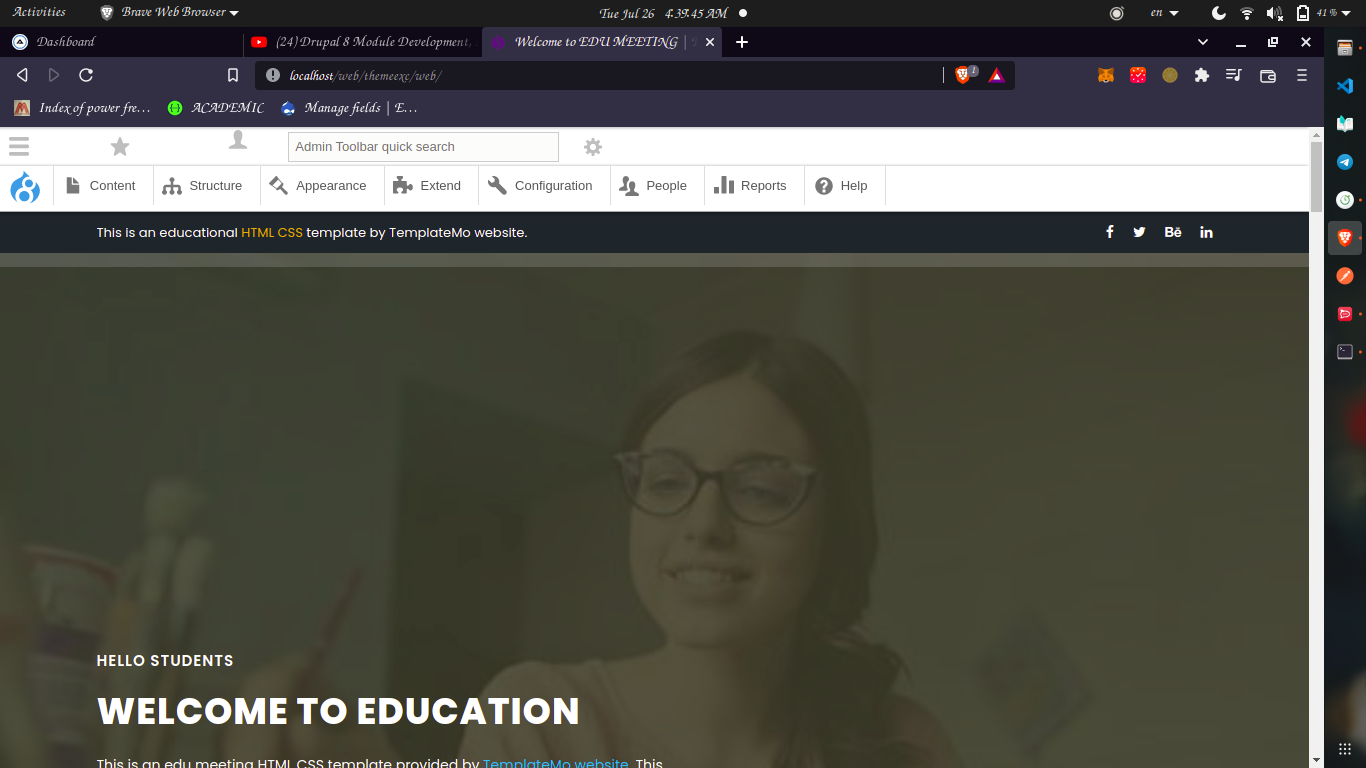 Activities Brave Web Browser Tue Jul 26 4.39.45 AM en 41 %
Dashboard (24) Drupal 8 Module Development, Welcome to EDU MEETING |
localhost/web/themeexc/web/ 1
Index of power fre... ACADEMIC Manage fields | E...
Admin Toolbar quick search
Content Structure Appearance Extend Configuration People Reports Help
This is an educational HTML CSS template by TemplateMo website.
HELLO STUDENTS
WELCOME TO EDUCATION
This is an edu meeting HTML CSS template provided by TemplateMo website. This